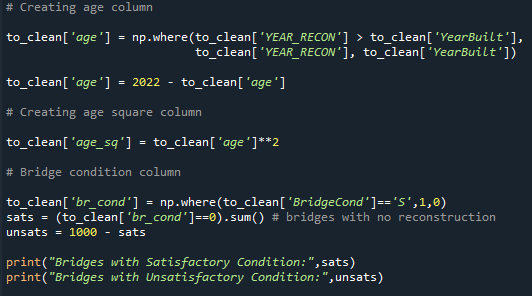 # Creating age column
to_clean['age'] = np.where(to_clean['YEAR_RECON'] > to_clean['YearBuilt'],
to_clean['YEAR_RECON'], to_clean['YearBuilt'])
to_clean['age'] = 2022 - to_clean['age']
# Creating age square column
to_clean['age_sq'] = to_clean['age']**2
# Bridge condition column
to_clean['br_cond'] = np.where(to_clean['BridgeCond']=='S',1,0)
sats = (to_clean['br_cond']==0).sum() # bridges with no reconstruction
unsats = 1000 - sats
print("Bridges with Satisfactory Condition:",sats)
print("Bridges with Unsatisfactory Condition:",unsats)